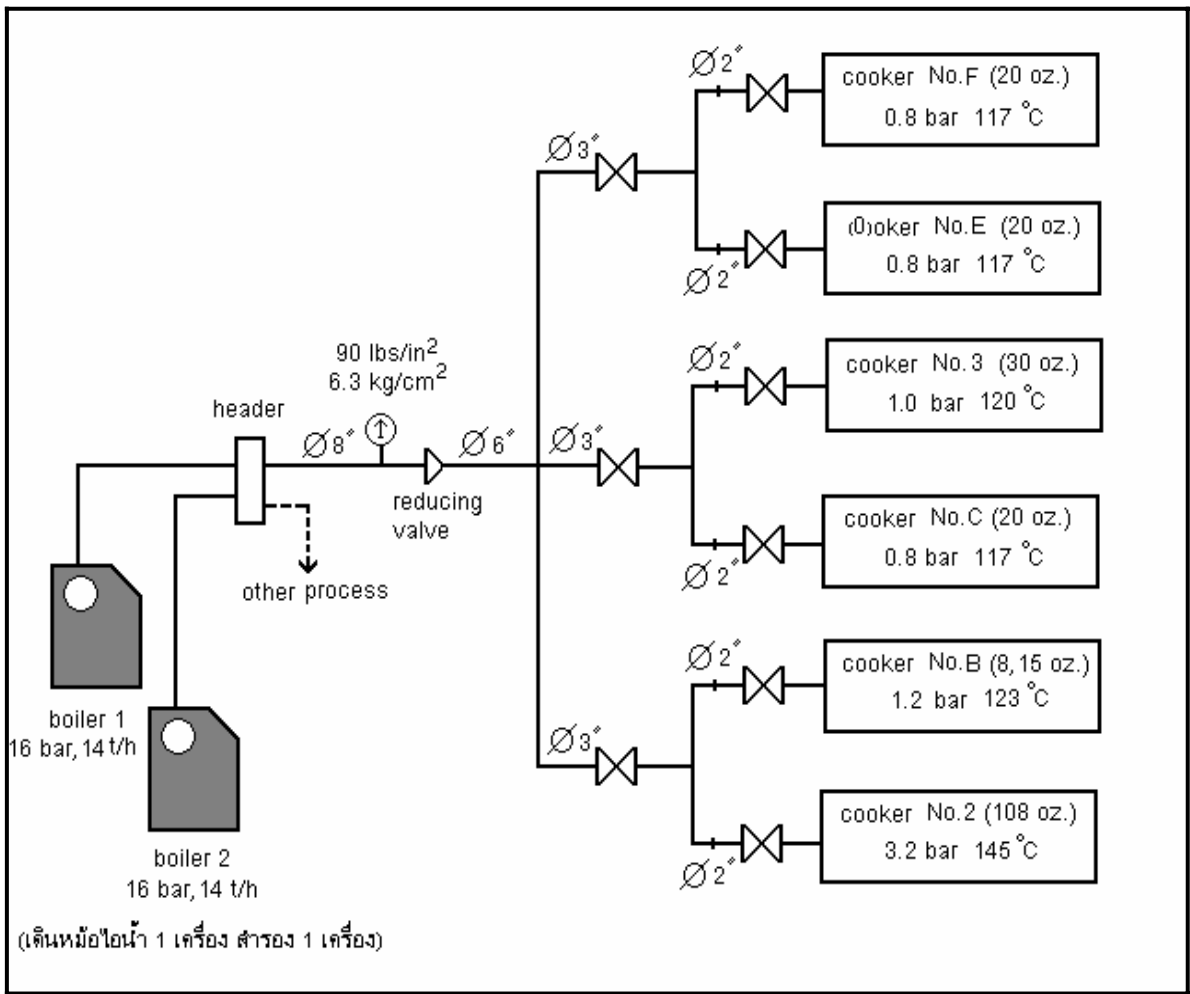 Ø2"
cooker No.F (20 oz.)
0.8 bar 117 °C
Ø3"
(0)oker No.E (20 oz.)
0.8 bar 117 °C
Ø2"
90 lbs/in²
6.3 kg/cm²
Ø2"
cooker No.3 (30 oz.)
1.0 bar 120 °C
header
Ø8"
Ø6"
Ø3"
reducing
valve
cooker No.C (20 oz.)
0.8 bar 117 °C
Ø2"
other process
Ø2"
cooker No.B (8,15 oz.)
1.2 bar 123 °C
boiler 1
16 bar, 14 t/h
Ø3"
cooker No.2 (108 oz.)
3.2 bar 145 °C
Ø2"
boiler 2
16 bar, 14 t/h
(เดินหม้อไอน้ำ 1 เครื่อง สำรอง 1 เครื่อง)